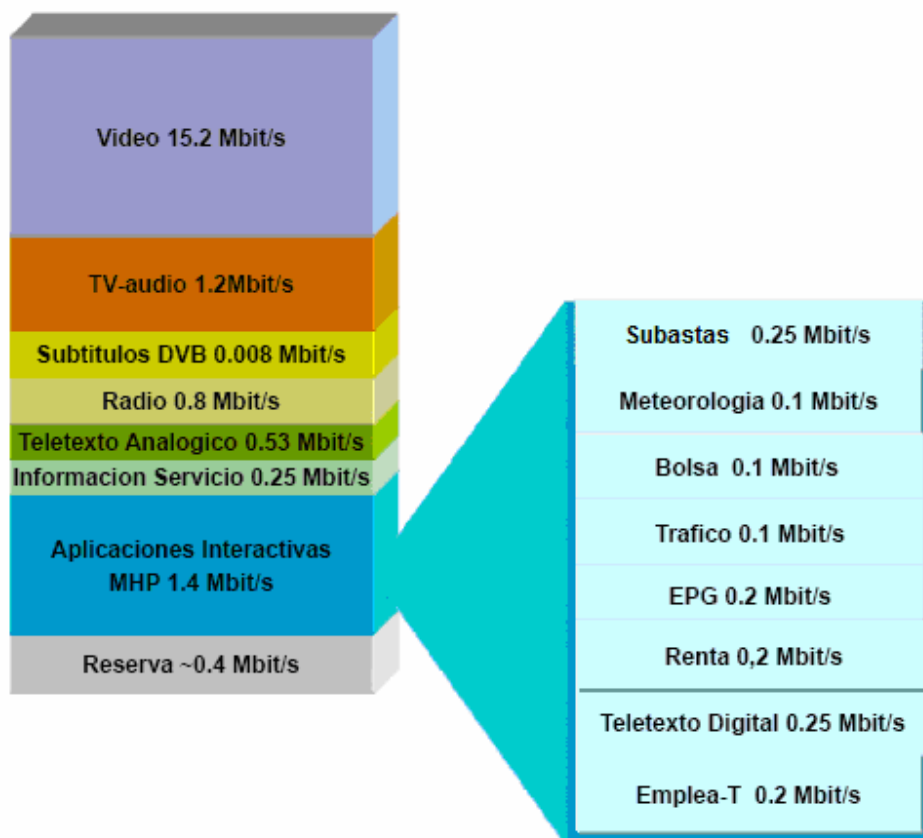 Video 15.2 Mbit/s
TV-audio 1.2Mbit/s
Subtitulos DVB 0.008 Mbit/s
Radio 0.8 Mbit/s
Teletexto Analogico 0.53 Mbit/s
Informacion Servicio 0.25 Mbit/s
Aplicaciones Interactivas
MHP 1.4 Mbit/s
Reserva ~0.4 Mbit/s
Subastas 0.25 Mbit/s
Meteorologia 0.1 Mbit/s
Bolsa 0.1 Mbit/s
Trafico 0.1 Mbit/s
EPG 0.2 Mbit/s
Renta 0,2 Mbit/s
Teletexto Digital 0.25 Mbit/s
Emplea-T 0.2 Mbit/s